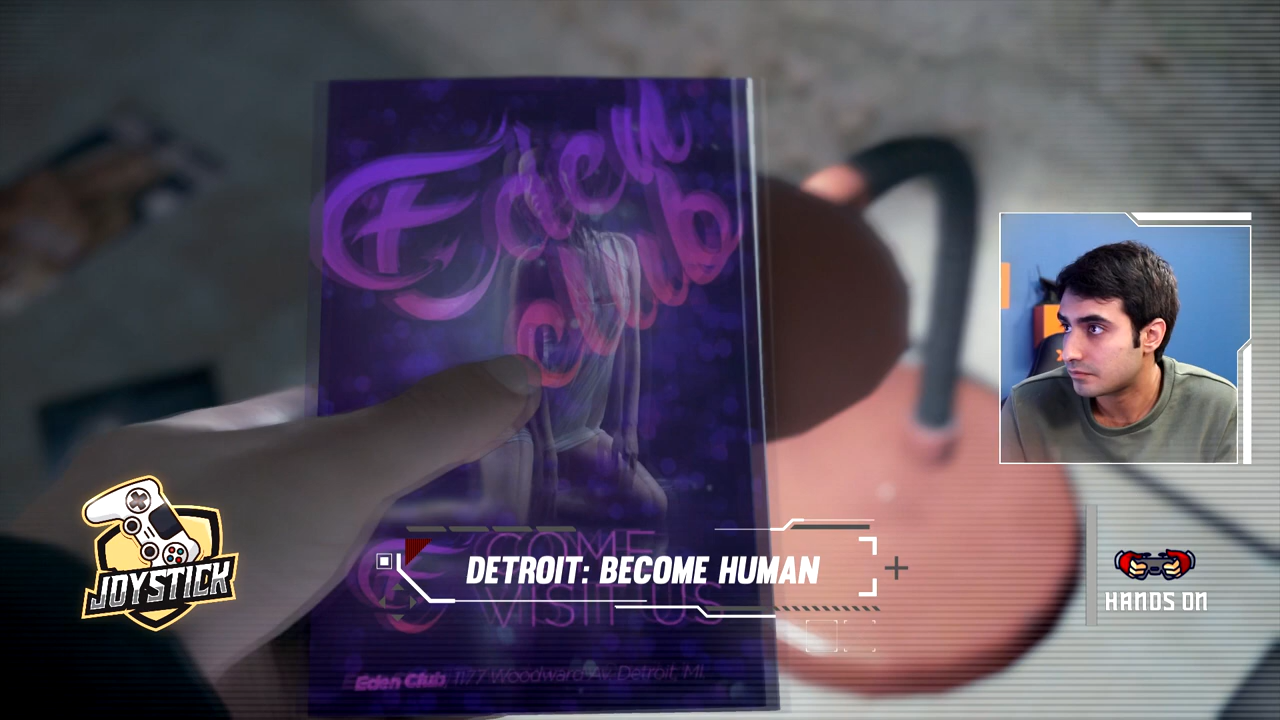 Eden
Club
COME
VISIT US
Eden Club, 1177 Woodward Av. Detroit, MI
DETROIT: BECOME HUMAN
JOYSTICK
HANDS ON